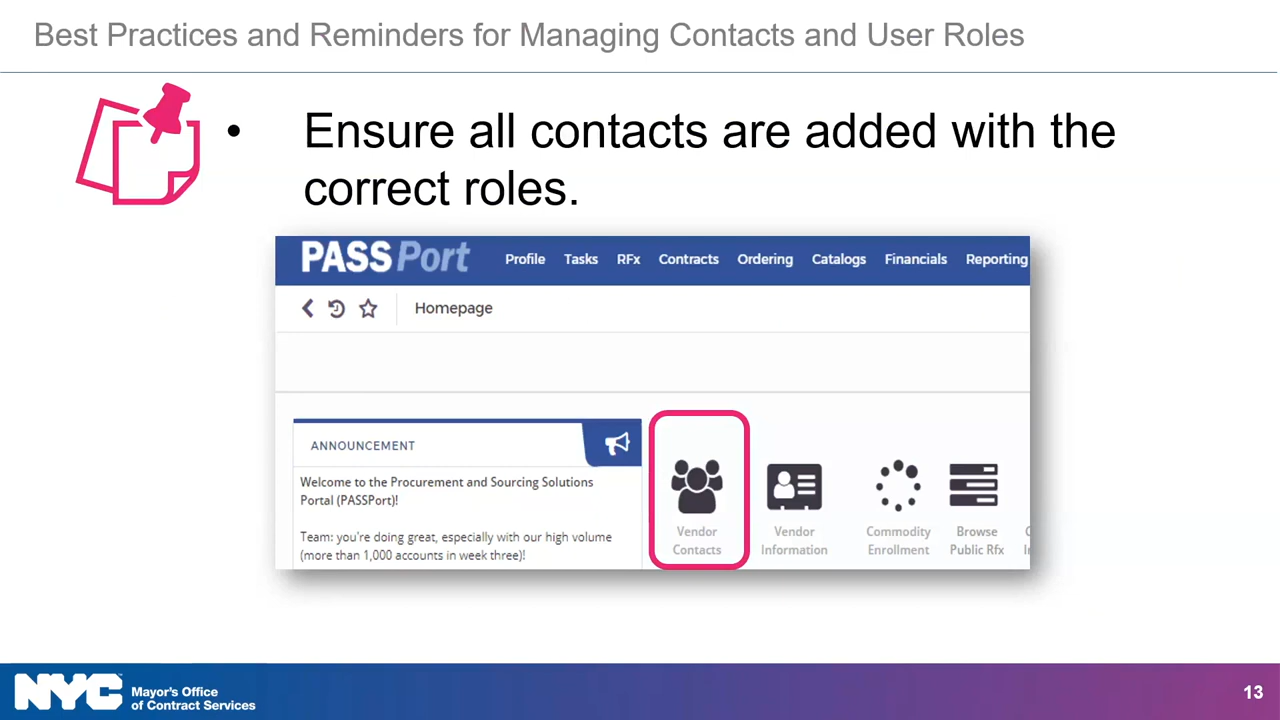 Best Practices and Reminders for Managing Contacts and User Roles
• Ensure all contacts are added with the
correct roles.
PASSPort Profile Tasks RFx Contracts Ordering Catalogs Financials Reporting
Homepage
ANNOUNCEMENT
Welcome to the Procurement and Sourcing Solutions
Portal (PASSPort)!
Team: you're doing great, especially with our high volume
(more than 1,000 accounts in week three)!
Vendor
Contacts
Vendor
Information
Commodity
Enrollment
Browse
Public Rfx
NYC
Mayor's Office
of Contract Services
13